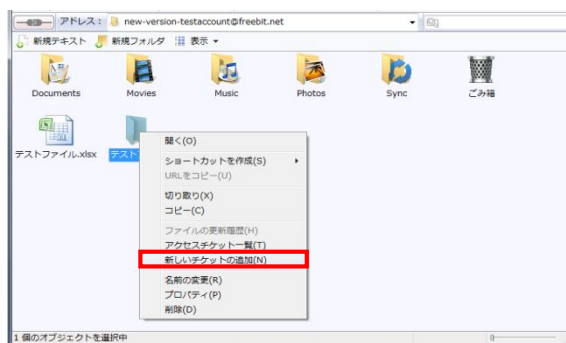 アドレス： new-version-testaccount@freebit.net
新規テキスト 新規フォルダ 表示
Documents Movies Music Photos Sync ごみ箱
テストファイル.xlsx テスト
開く(O)
ショートカットを作成(S)
URLをコピー(U)
切り取り(X)
コピー(C)
ファイルの更新履歴(H)
アクセスチケット一覧(T)
新しいチケットの追加(N)
名前の変更(R)
プロパティ(P)
削除(D)
1 個のオブジェクトを選択中